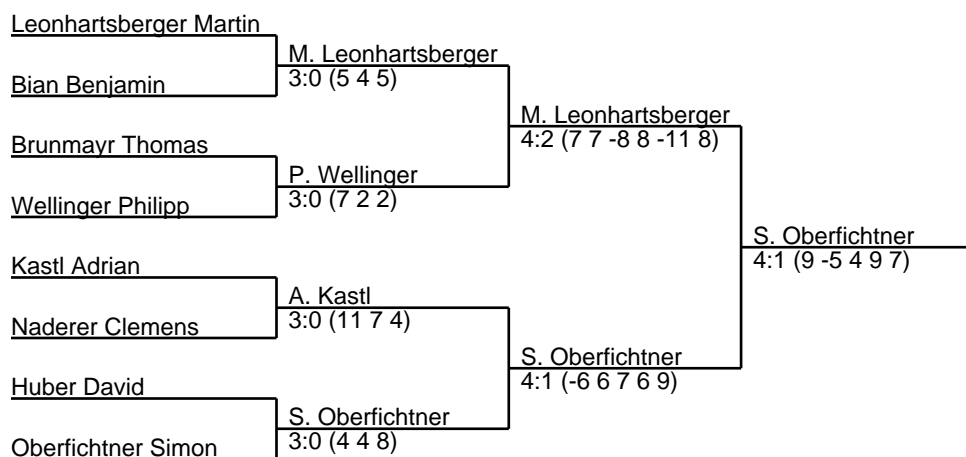 Leonhartsberger Martin
M. Leonhartsberger
3:0 (5 4 5)
Bian Benjamin
M. Leonhartsberger
4:2 (7 7 -8 8 -11 8)
Brunmayr Thomas
P. Wellinger
3:0 (7 2 2)
Wellinger Philipp
S. Oberfichtner
4:1 (9 -5 4 9 7)
Kastl Adrian
A. Kastl
3:0 (11 7 4)
Naderer Clemens
S. Oberfichtner
4:1 (-6 6 7 6 9)
Huber David
S. Oberfichtner
3:0 (4 4 8)
Oberfichtner Simon